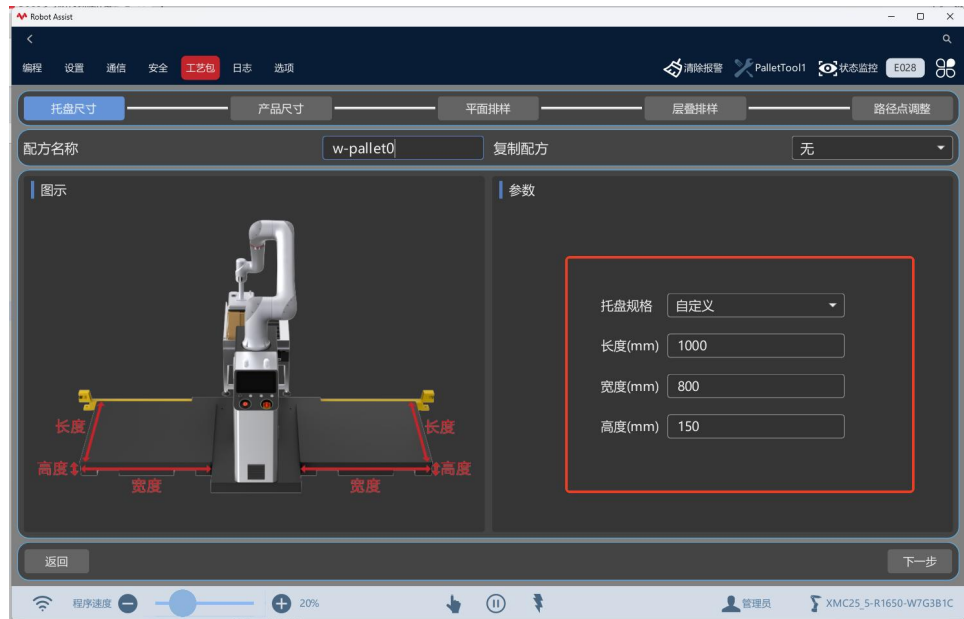 Robot Assist
编程 设置 通信 安全 工艺包 日志 选项 清除报警 PalletTool1 状态监控 E028
托盘尺寸 产品尺寸 平面排样 层叠排样 路径点调整
配方名称 w-pallet0 复制配方 无
图示
参数
托盘规格 自定义
长度(mm) 1000
宽度(mm) 800
高度(mm) 150
长度 长度
高度 高度
宽度 宽度
返回 下一步
程序速度 20% 管理员 XMC25_5-R1650-W7G3B1C